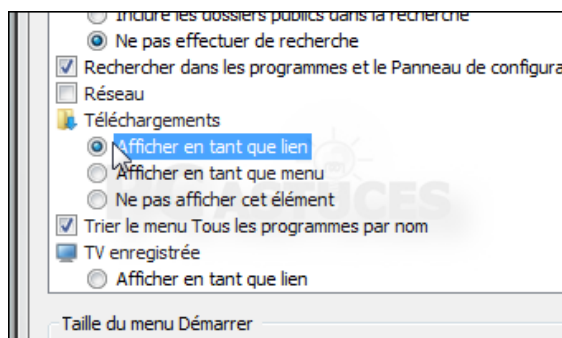 Inclure les dossiers publics dans la recherche
Ne pas effectuer de recherche
Rechercher dans les programmes et le Panneau de configura
Réseau
Téléchargements
Afficher en tant que lien
Afficher en tant que menu
Ne pas afficher cet élément
PC ASTUCES
Trier le menu Tous les programmes par nom
TV enregistrée
Afficher en tant que lien
Taille du menu Démarrer